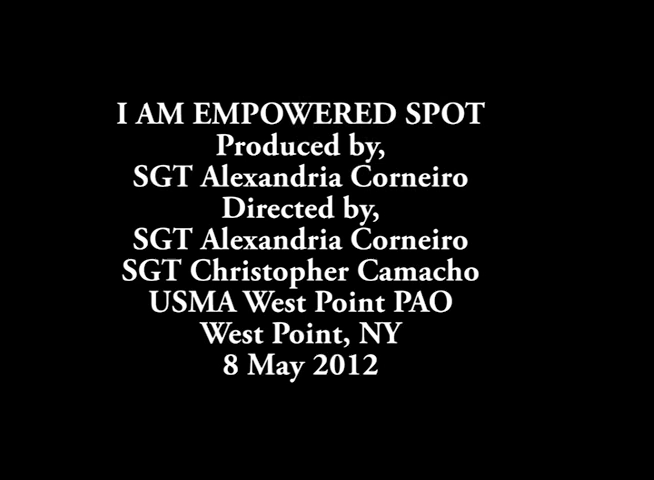 I AM EMPOWERED SPOT
Produced by,
SGT Alexandria Corneiro
Directed by,
SGT Alexandria Corneiro
SGT Christopher Camacho
USMA West Point PAO
West Point, NY
8 May 2012